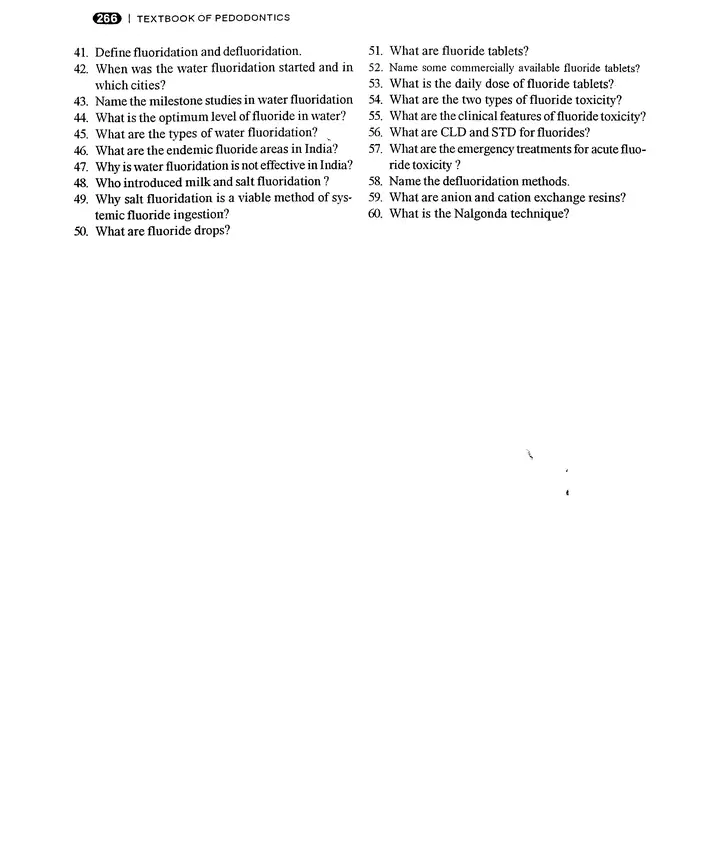 266 | TEXTBOOK OF PEDODONTICS
41. Define fluoridation and defluoridation.
42. When was the water fluoridation started and in
which cities?
43. Name the milestone studies in water fluoridation
44. What is the optimum level of fluoride in water?
45. What are the types of water fluoridation?
46. What are the endemic fluoride areas in India?
47. Why is water fluoridation is not effective in India?
48. Who introduced milk and salt fluoridation ?
49. Why salt fluoridation is a viable method of sys-
temic fluoride ingestion?
50. What are fluoride drops?
51. What are fluoride tablets?
52. Name some commercially available fluoride tablets?
53. What is the daily dose of fluoride tablets?
54. What are the two types of fluoride toxicity?
55. What are the clinical features of fluoride toxicity?
56. What are CLD and STD for fluorides?
57. What are the emergency treatments for acute fluo-
ride toxicity ?
58. Name the defluoridation methods.
59. What are anion and cation exchange resins?
60. What is the Nalgonda technique?